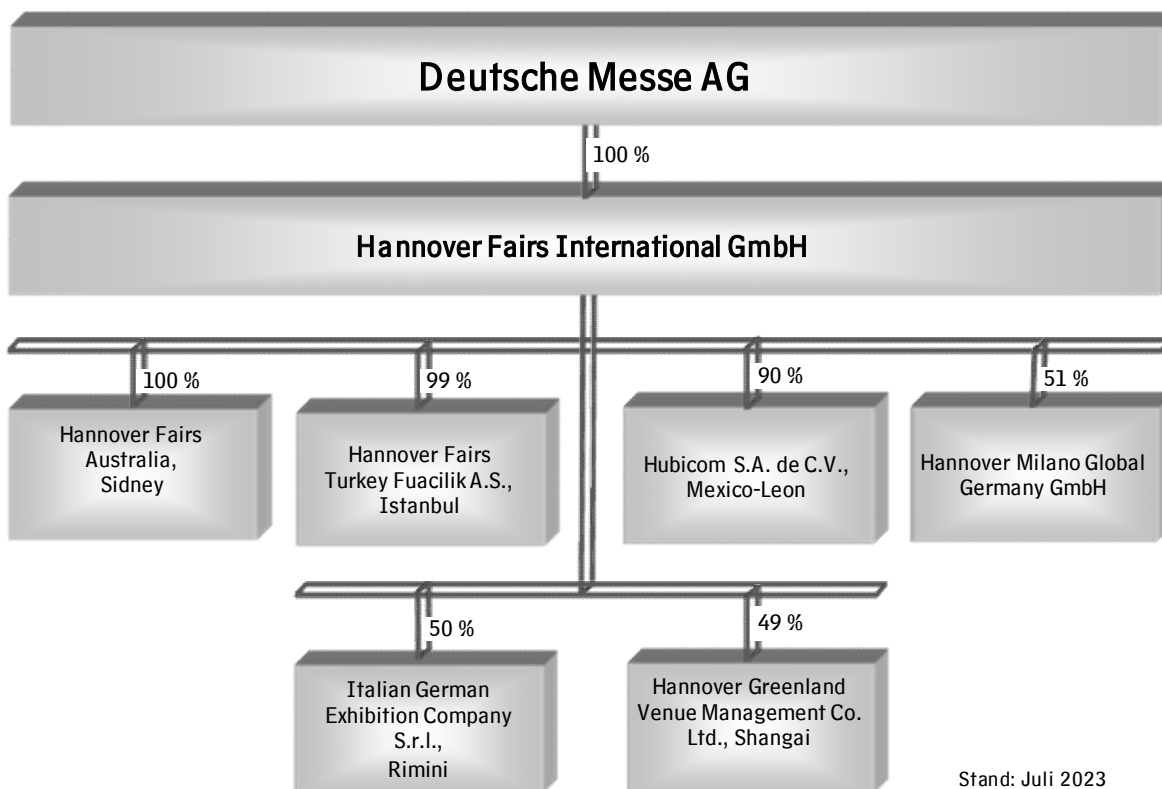 Deutsche Messe AG
100 %
Hannover Fairs International GmbH
100 %
99 %
90 %
51 %
Hannover Fairs
Australia,
Sidney
Hannover Fairs
Turkey Fuacilik A.S.,
Istanbul
Hubicom S.A. de C.V.,
Mexico-Leon
Hannover Milano Global
Germany GmbH
50 %
49 %
Italian German
Exhibition Company
S.r.l.,
Rimini
Hannover Greenland
Venue Management Co.
Ltd., Shangai
Stand: Juli 2023